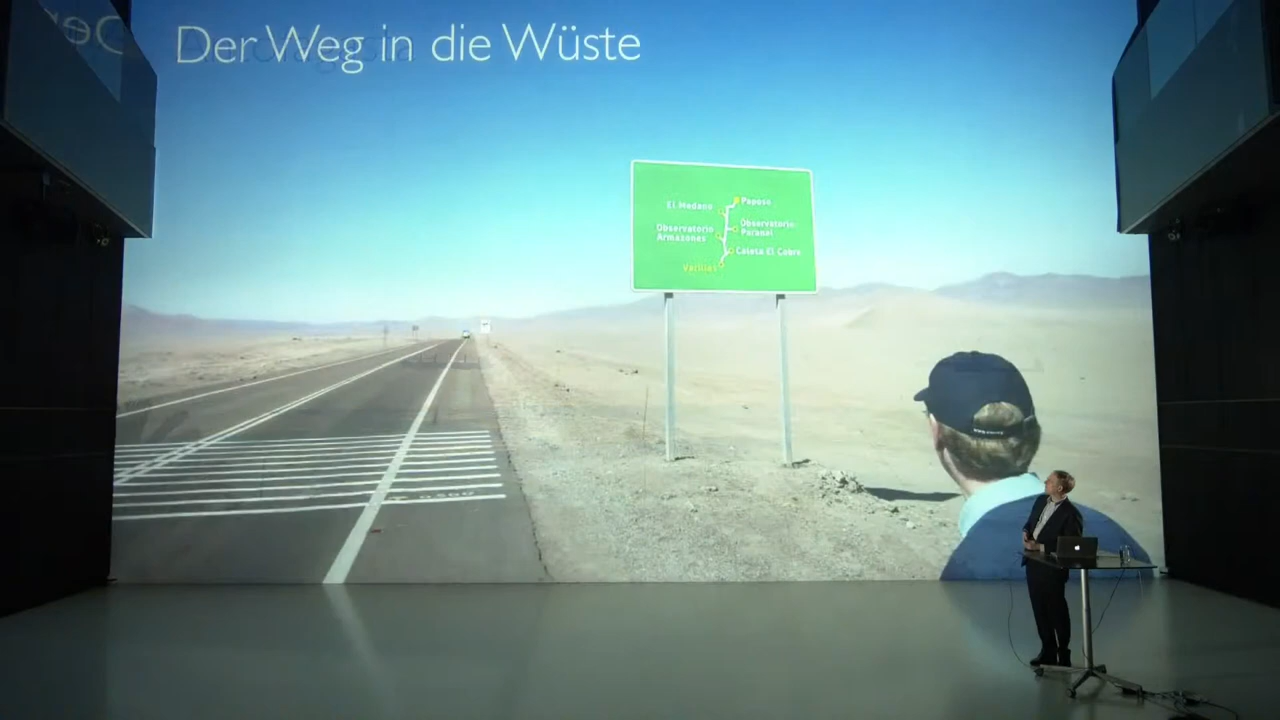 Der Weg in die Wüste
El Medano
Paposo
Observatorio
Armazones
Observatorio
Paranal
Caleta El Cobre
Varillas